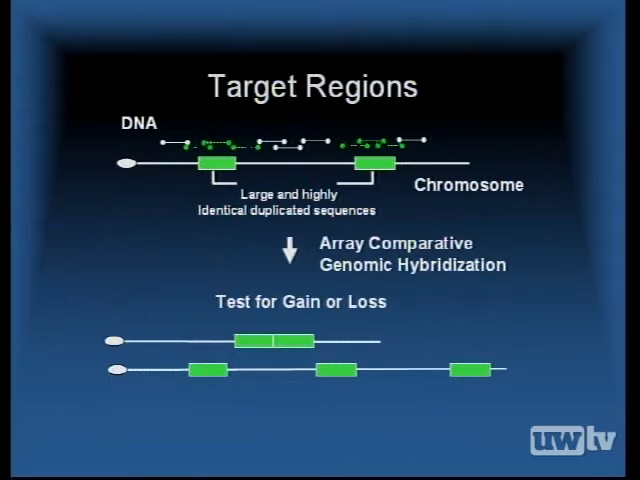 Target Regions
DNA
Chromosome
Large and highly
Identical duplicated sequences
Array Comparative
Genomic Hybridization
Test for Gain or Loss
uwtv